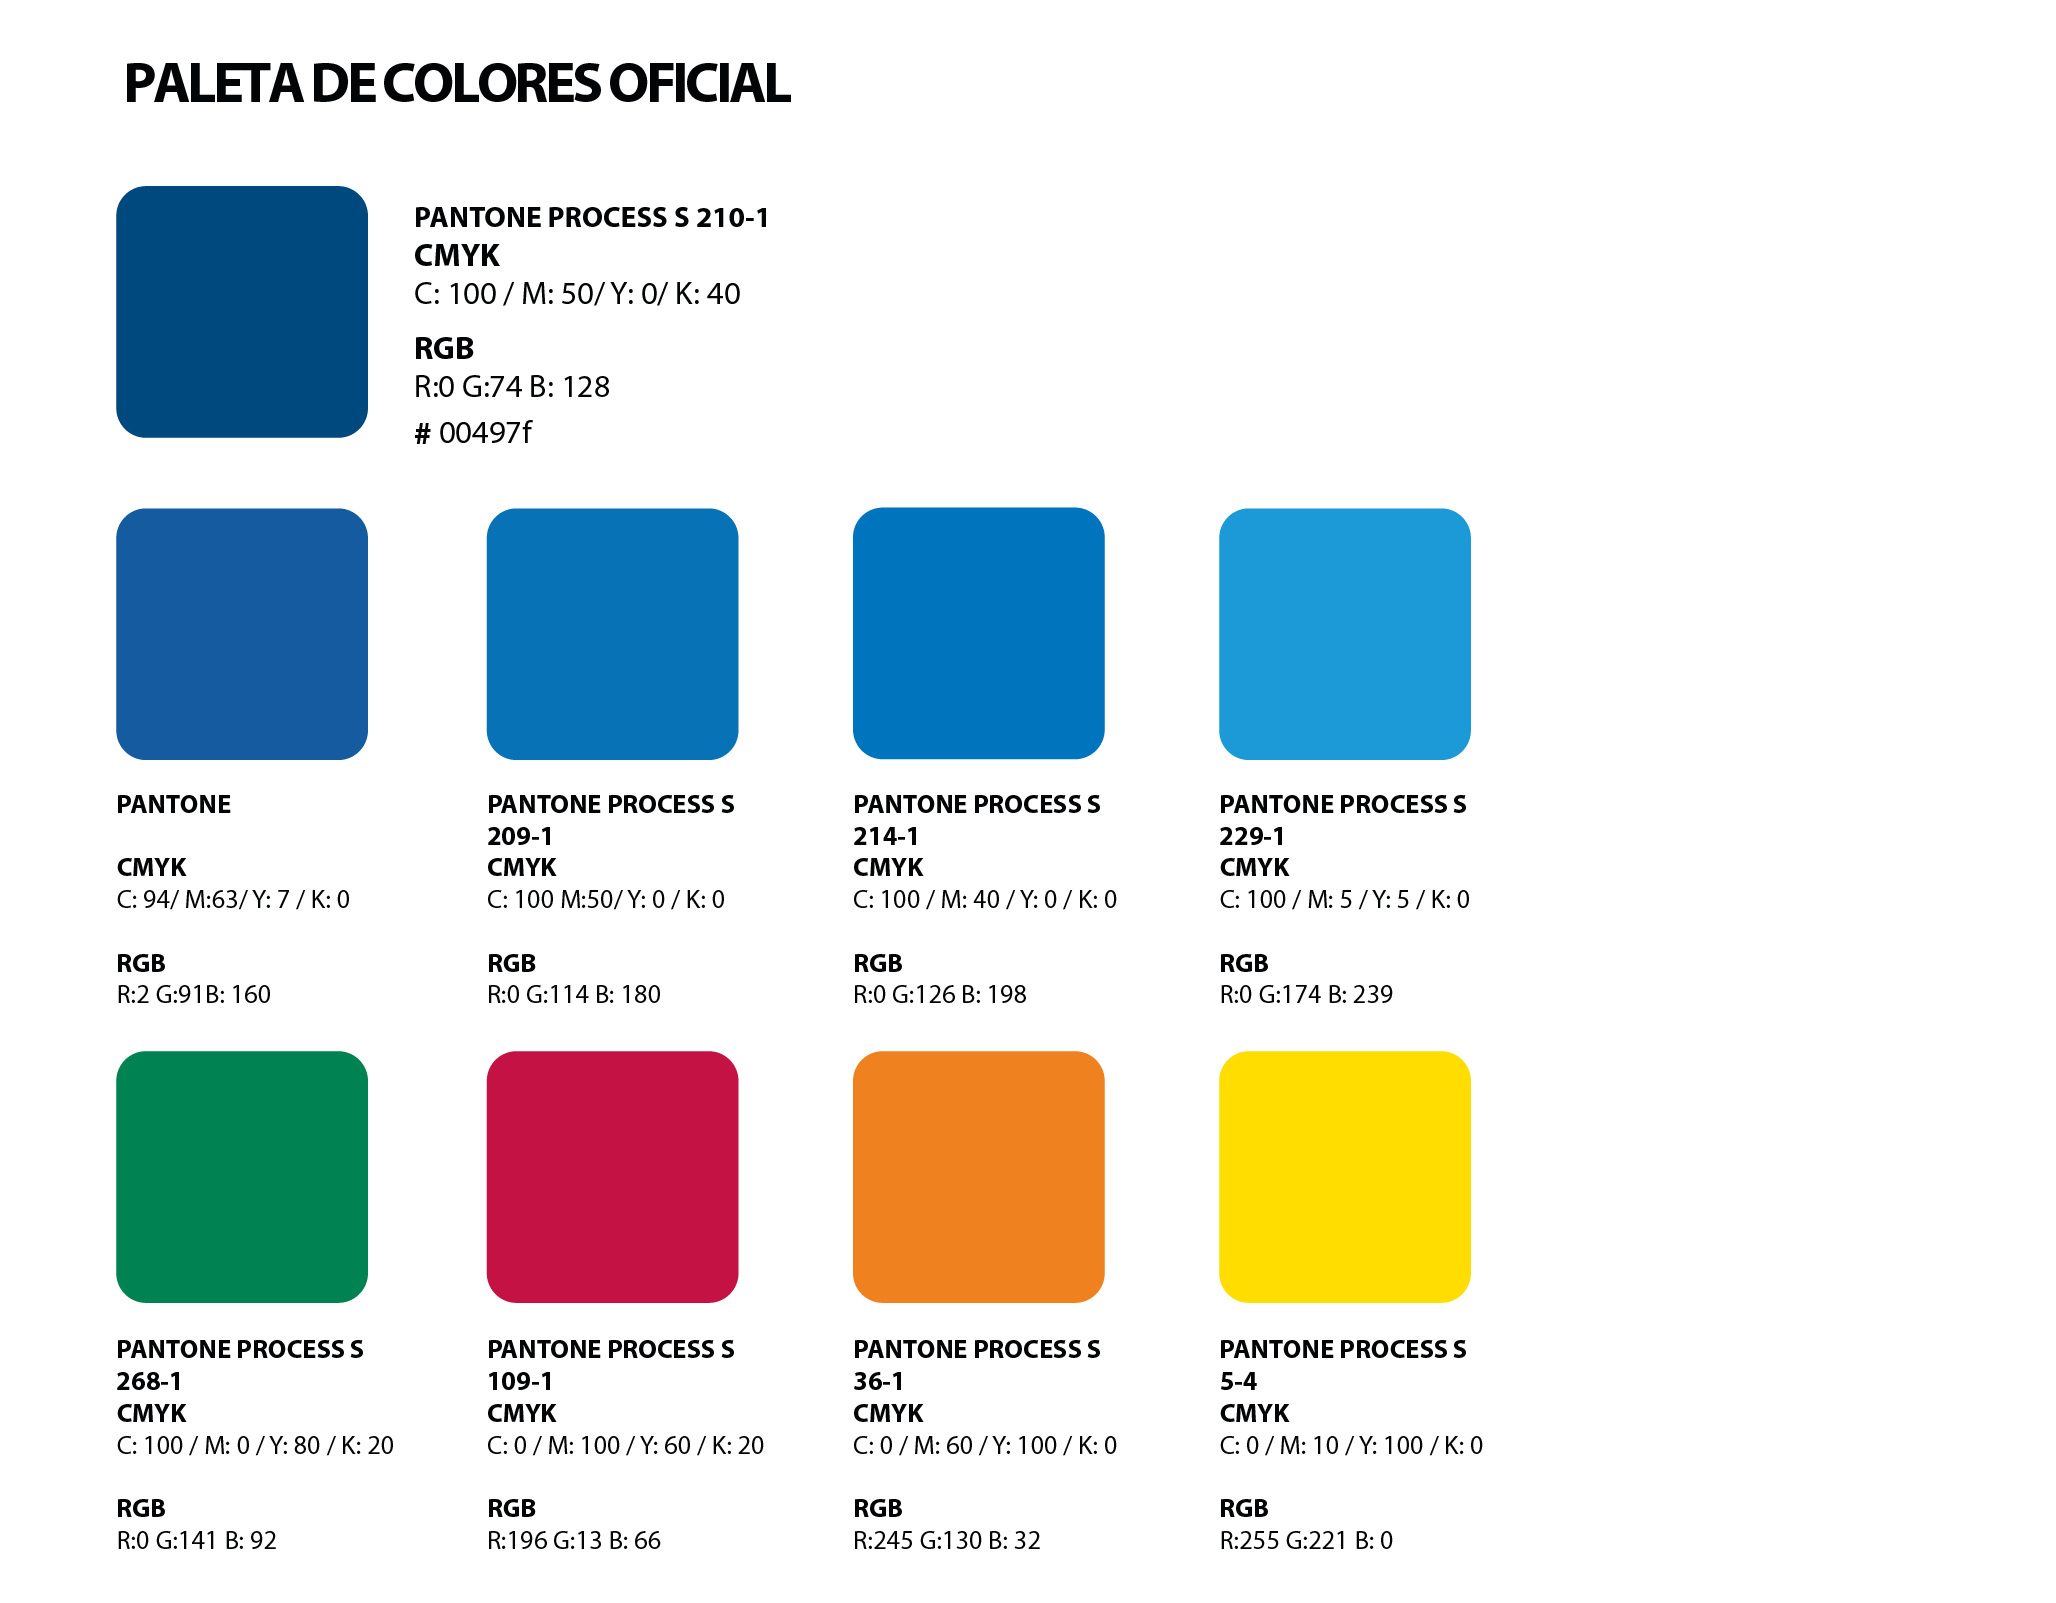 PALETA DE COLORES OFICIAL
PANTONE PROCESS S 210-1
CMYK
C: 100 / M: 50/ Y: 0/ K: 40
RGB
R:0 G:74 B: 128
# 00497f
PANTONE
CMYK
C: 94/ M:63/ Y: 7 / K: 0
RGB
R:2 G:91B: 160
PANTONE PROCESS S
209-1
CMYK
C: 100 M:50/ Y: 0 / K: 0
RGB
R:0 G:114 B: 180
PANTONE PROCESS S
214-1
CMYK
C: 100 / M: 40 / Y: 0 / K: 0
RGB
R:0 G:126 B: 198
PANTONE PROCESS S
229-1
CMYK
C: 100 / M: 5 / Y: 5 / K: 0
RGB
R:0 G:174 B: 239
PANTONE PROCESS S
268-1
CMYK
C: 100 / M: 0 / Y: 80 / K: 20
RGB
R:0 G:141 B: 92
PANTONE PROCESS S
109-1
CMYK
C: 0 / M: 100 / Y: 60 / K: 20
RGB
R:196 G:13 B: 66
PANTONE PROCESS S
36-1
CMYK
C: 0 / M: 60 / Y: 100 / K: 0
RGB
R:245 G:130 B: 32
PANTONE PROCESS S
5-4
CMYK
C: 0 / M: 10 / Y: 100 / K: 0
RGB
R:255 G:221 B: 0